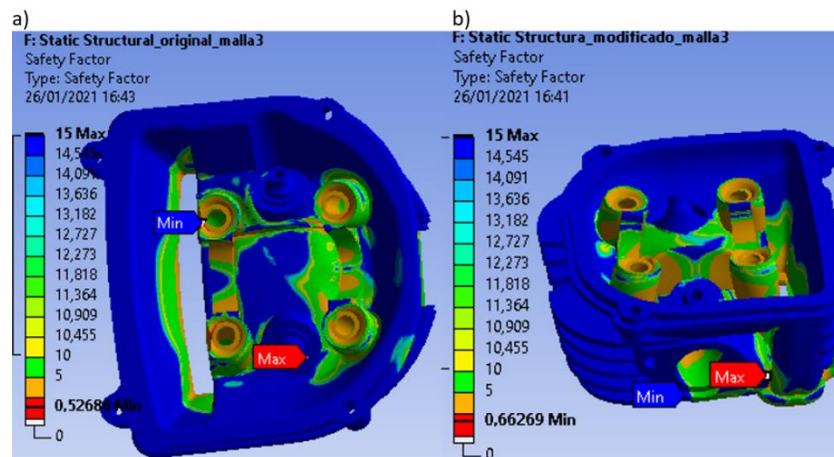 a)
F: Static Structural_original_malla3
Safety Factor
Type: Safety Factor
26/01/2021 16:43
15 Max
14,545
14,091
13,636
13,182
12,727
12,273
11,818
11,364
10,909
10,455
10
5
0,52688 Min
0
Min
Max
b)
F: Static Structura_modificado_malla3
Safety Factor
Type: Safety Factor
26/01/2021 16:41
15 Max
14,545
14,091
13,636
13,182
12,727
12,273
11,818
11,364
10,909
10,455
10
5
0,66269 Min
0
Min
Max